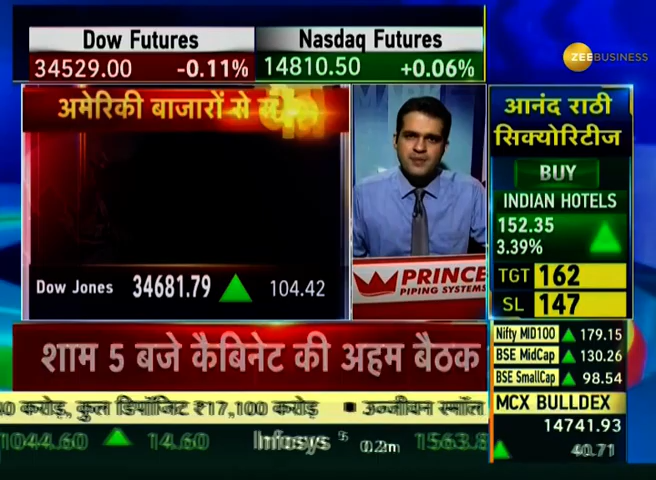 Dow Futures
34529.00 -0.11%
Nasdaq Futures
14810.50 +0.06%
ZEE BUSINESS
अमेरिकी बाजारों से
Dow Jones 34681.79 104.42
PRINCE
PIPING SYSTEMS
आनंद राठी
सिक्योरिटीज
BUY
INDIAN HOTELS
152.35
3.39%
TGT 162
SL 147
शाम 5 बजे कैबिनेट की अहम बैठक
Nifty MID100 179.15
BSE MidCap 130.26
BSE SmallCap 98.54
MCX BULLDEX
14741.93
40.71
करोड़, कुल डिपॉजिट ₹17,100 करोड़ ■ उज्जीवन स्मॉल
1044.60 14.60 Infosys 0.2m 1563.8